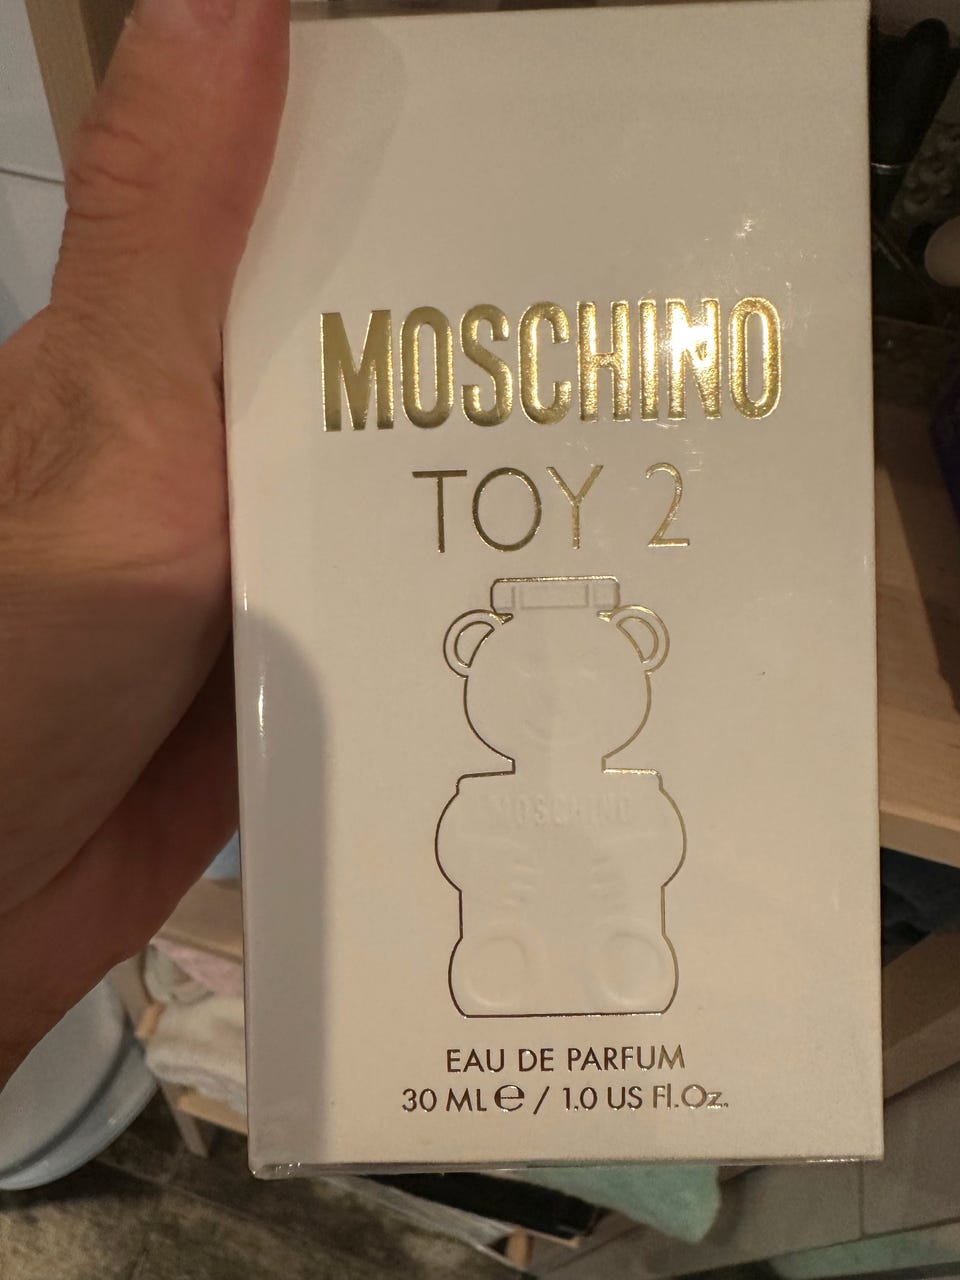 MOSCHINO
TOY 2
MOSCHINO
EAU DE PARFUM
30 ML ℮ / 1.0 US Fl.Oz.